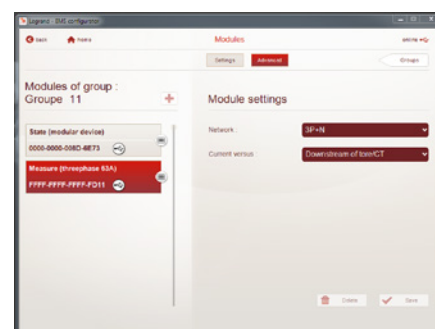 Legrand - EMS configurator
back
home
Modules
online
Settings
Advanced
Groups
Modules of group :
Groupe 11
Module settings
State (modular device)
0000-0000-008D-6E73
Measure (threephase 63A)
FFFF-FFFF-FFFF-FD11
Network :
3P+N
Current versus :
Downstream of tore/CT
Delete
Save